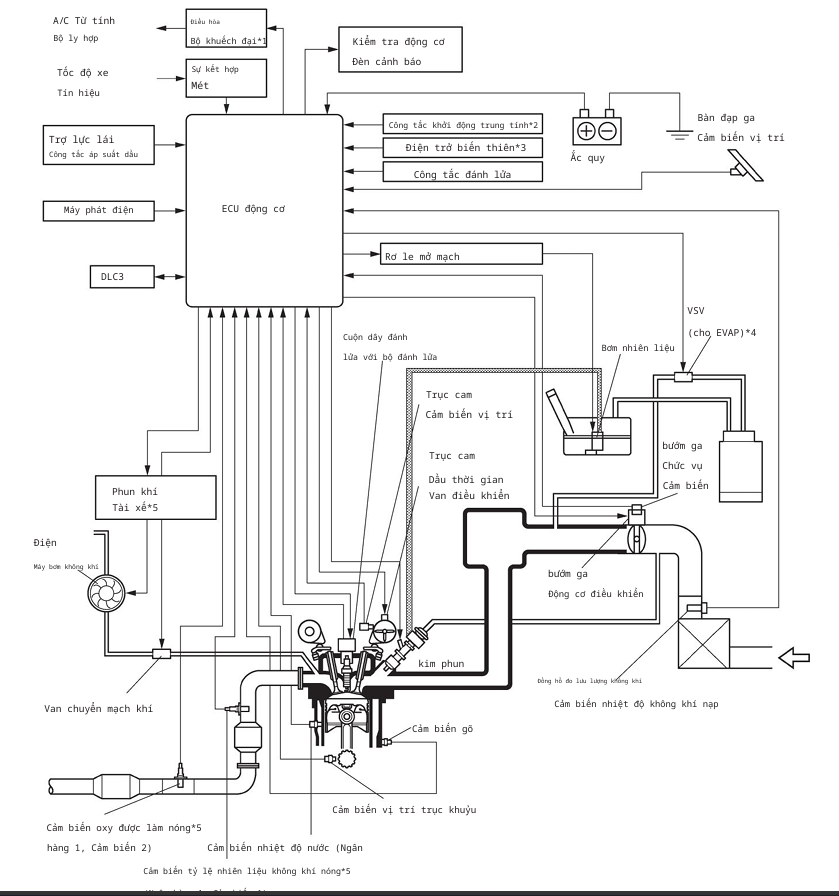 A/C Từ tính
Bộ ly hợp
Điều hòa
Bộ khuếch đại*1
Kiểm tra động cơ
Đèn cảnh báo
Tốc độ xe
Tín hiệu
Sự kết hợp
Mét
Trợ lực lái
Công tắc áp suất dầu
Công tắc khởi động trung tính*2
Điện trở biến thiên*3
Công tắc đánh lửa
Ắc quy
Bàn đạp ga
Cảm biến vị trí
Máy phát điện
ECU động cơ
DLC3
Rơ le mở mạch
VSV
(cho EVAP)*4
Cuộn dây đánh
lửa với bộ đánh lửa
Bơm nhiên liệu
Trục cam
Cảm biến vị trí
Trục cam
Dầu thời gian
Van điều khiển
bướm ga
Chức vụ
Cảm biến
Phun khí
Tài xế*5
Điện
Máy bơm không khí
bướm ga
Động cơ điều khiển
kim phun
Đồng hồ đo lưu lượng không khí
Cảm biến nhiệt độ không khí nạp
Van chuyển mạch khí
Cảm biến gõ
Cảm biến vị trí trục khuỷu
Cảm biến oxy được làm nóng*5
hàng 1, Cảm biến 2)
Cảm biến nhiệt độ nước (Ngân
Cảm biến tỷ lệ nhiên liệu không khí nóng*5